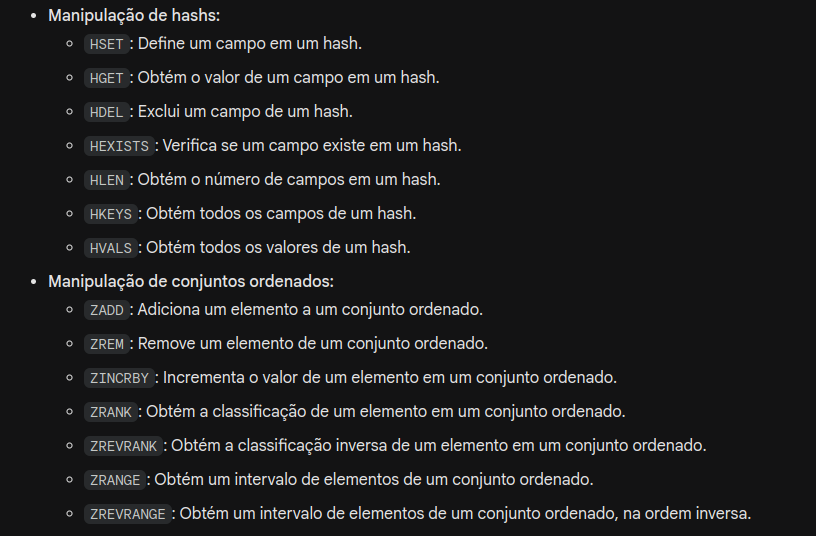 Manipulação de hashs:
HSET: Define um campo em um hash.
HGET: Obtém o valor de um campo em um hash.
HDEL: Exclui um campo de um hash.
HEXISTS: Verifica se um campo existe em um hash.
HLEN: Obtém o número de campos em um hash.
HKEYS: Obtém todos os campos de um hash.
HVALS: Obtém todos os valores de um hash.
Manipulação de conjuntos ordenados:
ZADD: Adiciona um elemento a um conjunto ordenado.
ZREM: Remove um elemento de um conjunto ordenado.
ZINCRBY: Incrementa o valor de um elemento em um conjunto ordenado.
ZRANK: Obtém a classificação de um elemento em um conjunto ordenado.
ZREVRANK: Obtém a classificação inversa de um elemento em um conjunto ordenado.
ZRANGE: Obtém um intervalo de elementos de um conjunto ordenado.
ZREVRANGE: Obtém um intervalo de elementos de um conjunto ordenado, na ordem inversa.